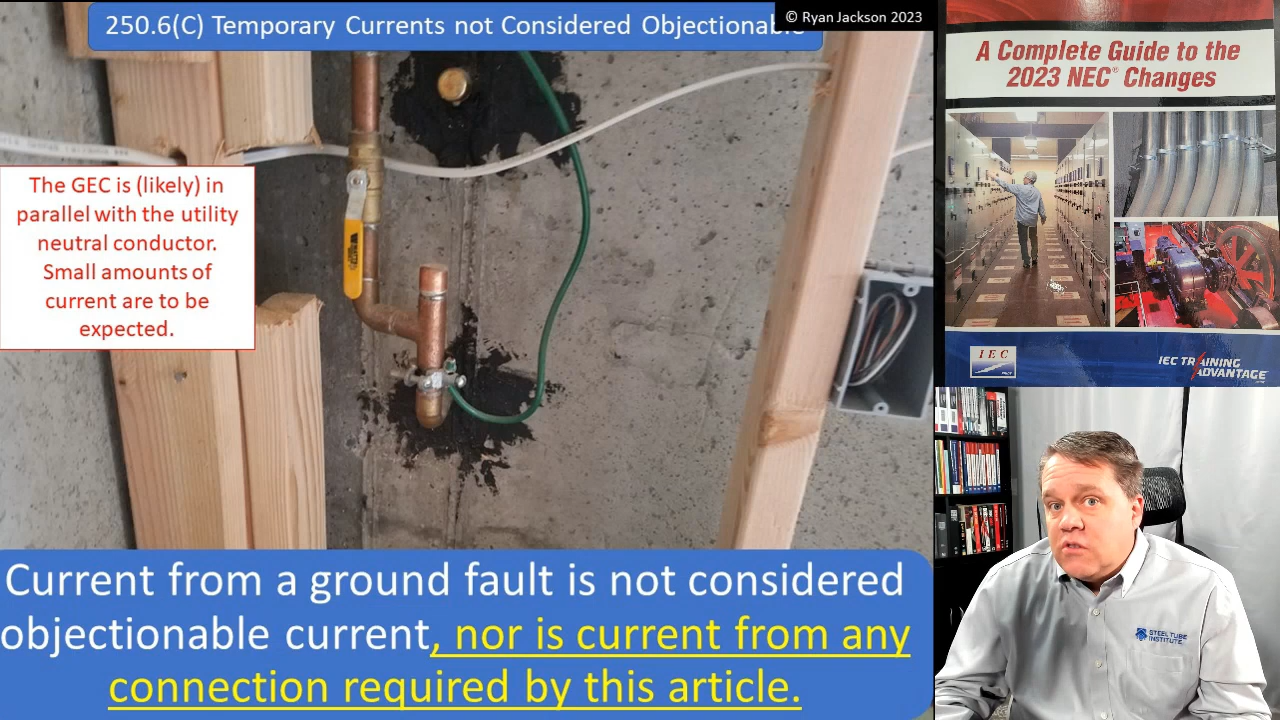 250.6(C) Temporary Currents not Considered Objectionable
© Ryan Jackson 2023
The GEC is (likely) in
parallel with the utility
neutral conductor.
Small amounts of
current are to be
expected.
Current from a ground fault is not considered
objectionable current, nor is current from any
connection required by this article.
A Complete Guide to the
2023 NEC® Changes
IEC
IEC TRAINING
ADVANTAGE
STEEL TUBE
INSTITUTE